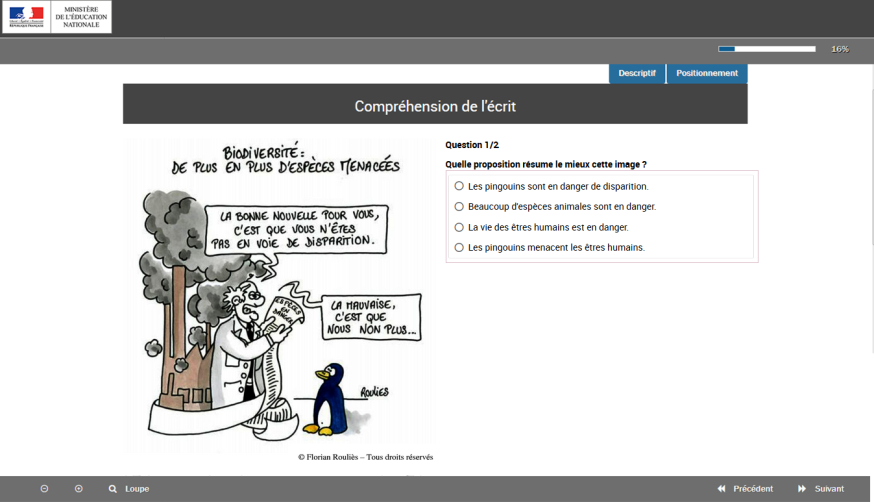 MINISTÈRE
DE L'ÉDUCATION
NATIONALE
16%
Descriptif
Positionnement
Compréhension de l'écrit
BIODIVERSITÉ :
DE PLUS EN PLUS D'ESPÈCES MENACÉES
LA BONNE NOUVELLE POUR VOUS,
C'EST QUE VOUS N'ÊTES
PAS EN VOIE DE DISPARITION.
ESPÈCES
EN
DANGER
LA MAUVAISE,
C'EST QUE
NOUS NON PLUS...
ROULIES
© Florian Rouliès – Tous droits réservés
Question 1/2
Quelle proposition résume le mieux cette image ?
Les pingouins sont en danger de disparition.
Beaucoup d'espèces animales sont en danger.
La vie des êtres humains est en danger.
Les pingouins menacent les êtres humains.
Loupe
Précédent
Suivant